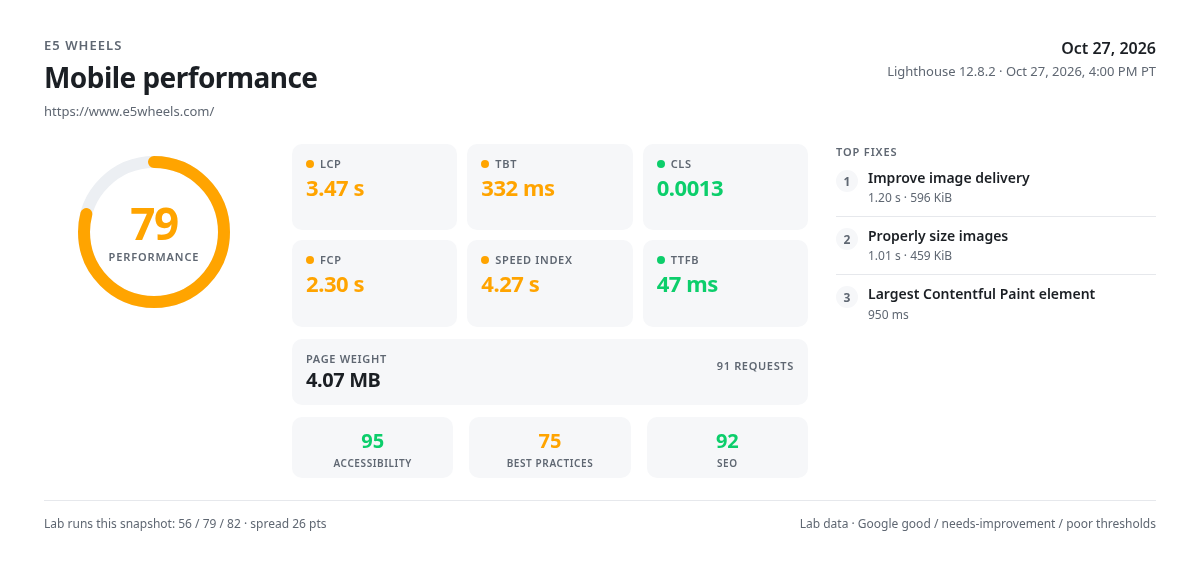 E5 WHEELS
Mobile performance
https://www.e5wheels.com/
Oct 27, 2026
Lighthouse 12.8.2 · Oct 27, 2026, 4:00 PM PT
79
PERFORMANCE
LCP
3.47 s
TBT
332 ms
CLS
0.0013
FCP
2.30 s
SPEED INDEX
4.27 s
TTFB
47 ms
PAGE WEIGHT
4.07 MB
91 REQUESTS
95
ACCESSIBILITY
75
BEST PRACTICES
92
SEO
TOP FIXES
1
Improve image delivery
1.20 s · 596 KiB
2
Properly size images
1.01 s · 459 KiB
3
Largest Contentful Paint element
950 ms
Lab runs this snapshot: 56 / 79 / 82 · spread 26 pts
Lab data · Google good / needs-improvement / poor thresholds